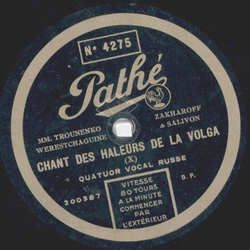 Nº 4275
Pathé
MM. TROUNENKO
WERESTCHAGUINE
ZAKHAROFF
& SALIVON
CHANT DES HALEURS DE LA VOLGA
(X)
QUATUOR VOCAL RUSSE
200387
D.P.
VITESSE
80 TOURS
A LA MINUTE
COMMENCER
PAR
L'EXTÉRIEUR